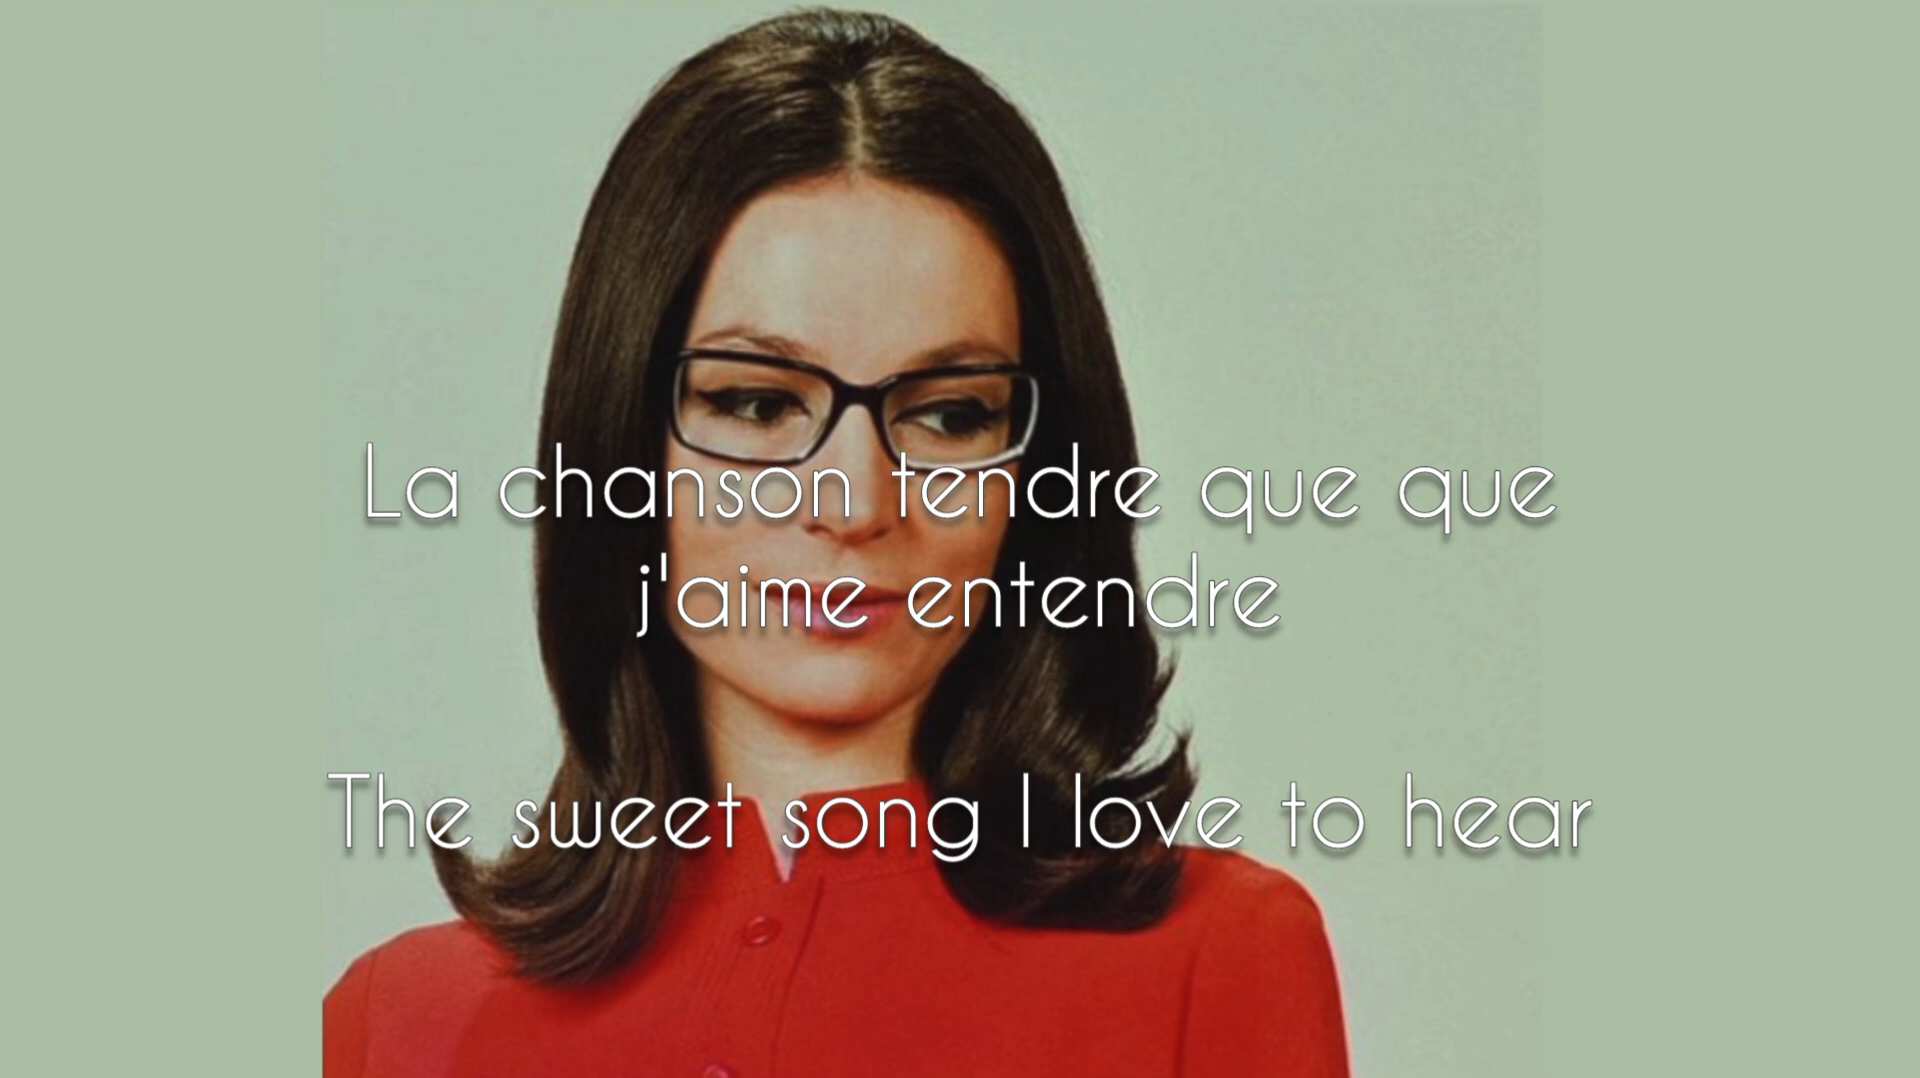 La chanson tendre que que
j'aime entendre
The sweet song I love to hear